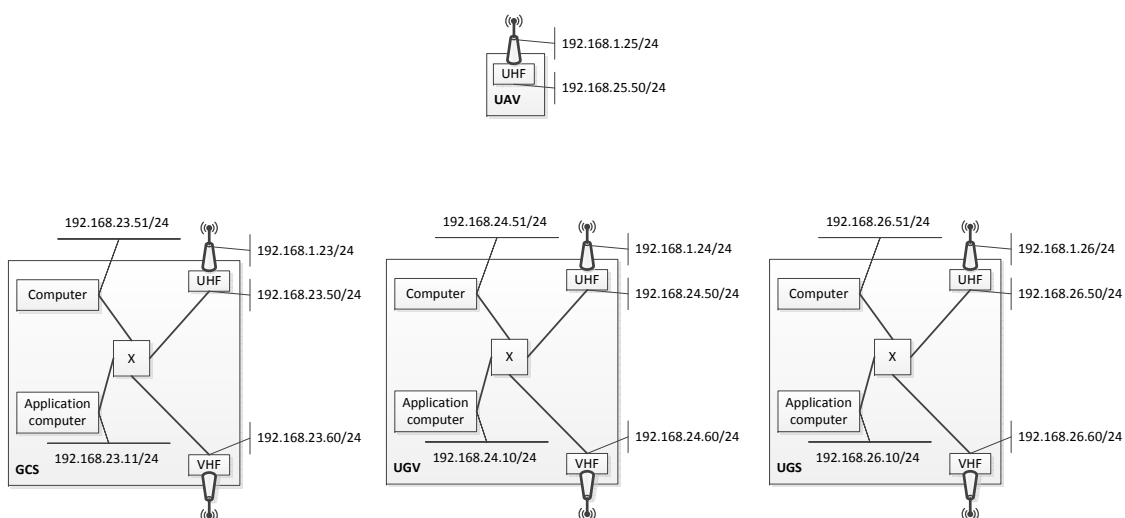 192.168.1.25/24
UHF
192.168.25.50/24
UAV
192.168.23.51/24
192.168.1.23/24
UHF
Computer
192.168.23.50/24
X
Application
computer
192.168.23.60/24
192.168.23.11/24
VHF
GCS
192.168.24.51/24
192.168.1.24/24
UHF
Computer
192.168.24.50/24
X
Application
computer
192.168.24.60/24
192.168.24.10/24
VHF
UGV
192.168.26.51/24
192.168.1.26/24
UHF
Computer
192.168.26.50/24
X
Application
computer
192.168.26.60/24
192.168.26.10/24
VHF
UGS